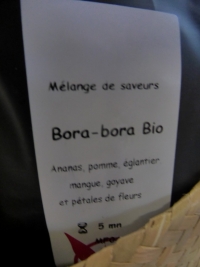 Mélange de saveurs
Bora-bora Bio
Ananas, pomme, églantier
mangue, goyave
et pétales de fleurs
5 mn